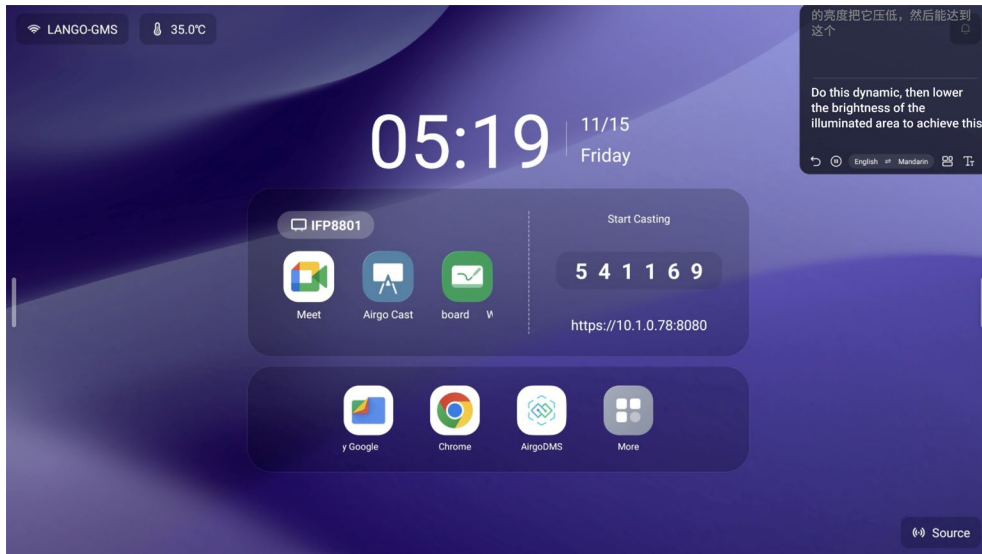 LANGO-GMS
35.0℃
的亮度把它压低，然后能达到
这个
Do this dynamic, then lower
the brightness of the
illuminated area to achieve this
English ⇌ Mandarin
Tт
05:19
11/15
Friday
IFP8801
Meet
Airgo Cast
board W
Start Casting
5 4 1 1 6 9
https://10.1.0.78:8080
y Google
Chrome
AirgoDMS
More
Source